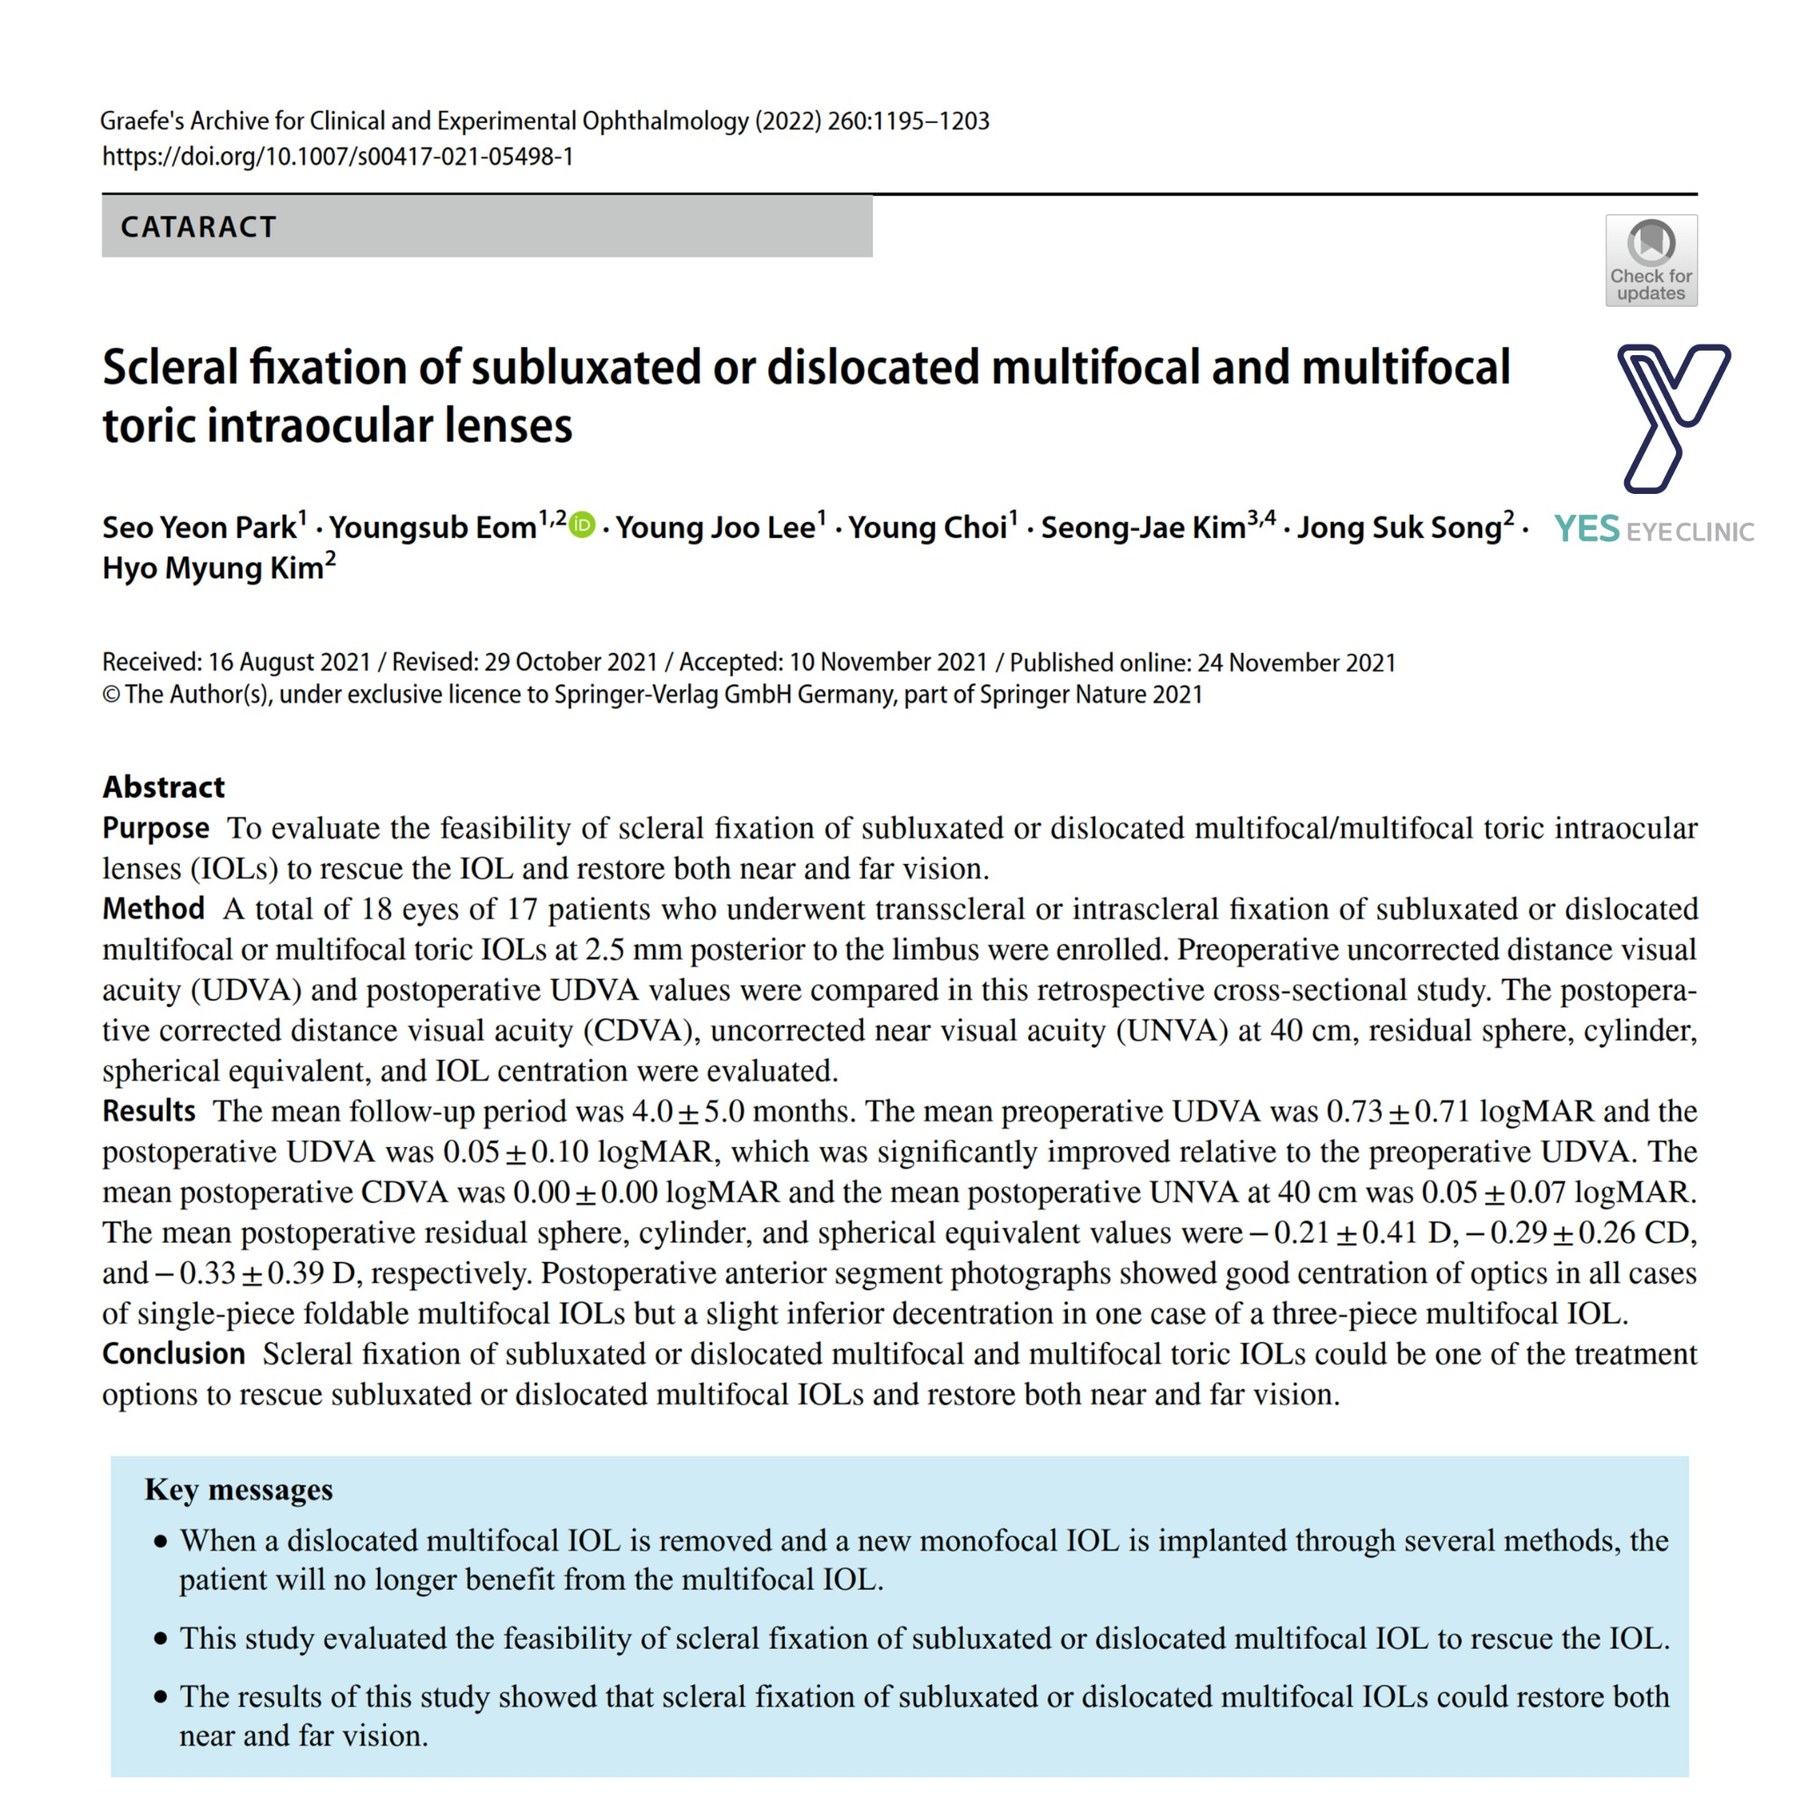 Graefe's Archive for Clinical and Experimental Ophthalmology (2022) 260:1195–1203
https://doi.org/10.1007/s00417-021-05498-1
CATARACT
Check for
updates
Scleral fixation of subluxated or dislocated multifocal and multifocal
toric intraocular lenses
Seo Yeon Park1 · Youngsub Eom1,2 iD · Young Joo Lee1 · Young Choi1 · Seong-Jae Kim3,4 · Jong Suk Song2 ·
Hyo Myung Kim2
YES EYE CLINIC
Received: 16 August 2021 / Revised: 29 October 2021 / Accepted: 10 November 2021 / Published online: 24 November 2021
© The Author(s), under exclusive licence to Springer-Verlag GmbH Germany, part of Springer Nature 2021
Abstract
Purpose To evaluate the feasibility of scleral fixation of subluxated or dislocated multifocal/multifocal toric intraocular
lenses (IOLs) to rescue the IOL and restore both near and far vision.
Method A total of 18 eyes of 17 patients who underwent transscleral or intrascleral fixation of subluxated or dislocated
multifocal or multifocal toric IOLs at 2.5 mm posterior to the limbus were enrolled. Preoperative uncorrected distance visual
acuity (UDVA) and postoperative UDVA values were compared in this retrospective cross-sectional study. The postopera-
tive corrected distance visual acuity (CDVA), uncorrected near visual acuity (UNVA) at 40 cm, residual sphere, cylinder,
spherical equivalent, and IOL centration were evaluated.
Results The mean follow-up period was 4.0 ± 5.0 months. The mean preoperative UDVA was 0.73 ± 0.71 logMAR and the
postoperative UDVA was 0.05 ± 0.10 logMAR, which was significantly improved relative to the preoperative UDVA. The
mean postoperative CDVA was 0.00 ± 0.00 logMAR and the mean postoperative UNVA at 40 cm was 0.05 ± 0.07 logMAR.
The mean postoperative residual sphere, cylinder, and spherical equivalent values were − 0.21 ± 0.41 D, − 0.29 ± 0.26 CD,
and − 0.33 ± 0.39 D, respectively. Postoperative anterior segment photographs showed good centration of optics in all cases
of single-piece foldable multifocal IOLs but a slight inferior decentration in one case of a three-piece multifocal IOL.
Conclusion Scleral fixation of subluxated or dislocated multifocal and multifocal toric IOLs could be one of the treatment
options to rescue subluxated or dislocated multifocal IOLs and restore both near and far vision.
Key messages
● When a dislocated multifocal IOL is removed and a new monofocal IOL is implanted through several methods, the
patient will no longer benefit from the multifocal IOL.
● This study evaluated the feasibility of scleral fixation of subluxated or dislocated multifocal IOL to rescue the IOL.
● The results of this study showed that scleral fixation of subluxated or dislocated multifocal IOLs could restore both
near and far vision.